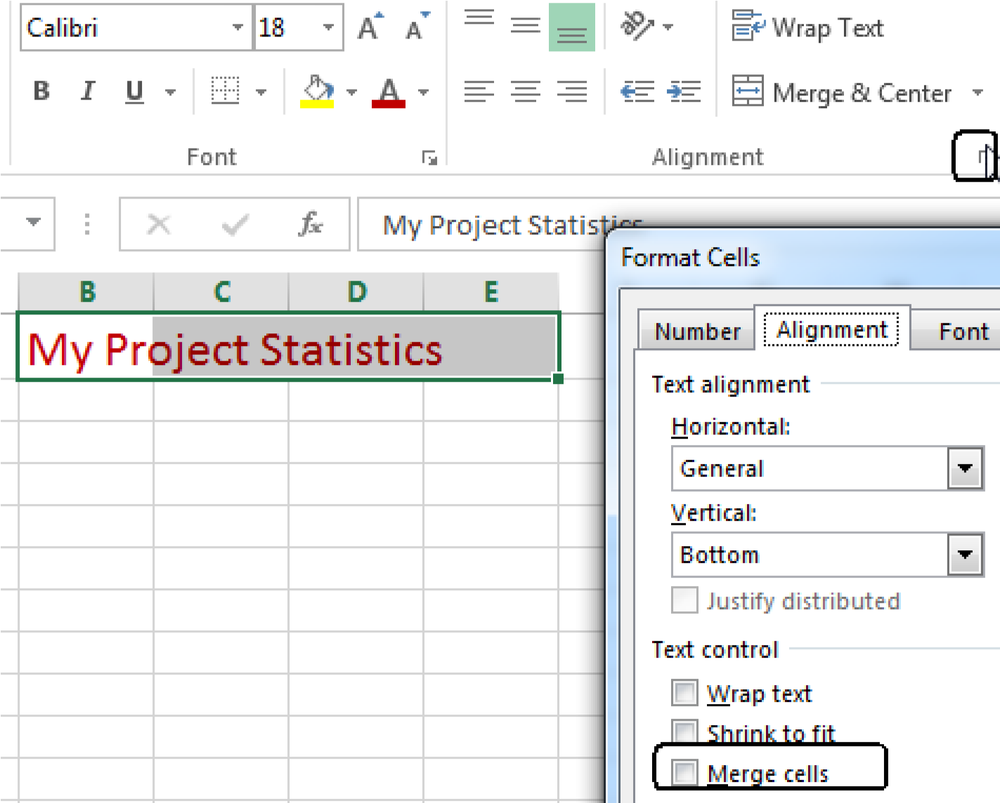 Calibri 18 A A ab Wrap Text
B I U A Merge & Center
Font Alignment
fx My Project Statistics
Format Cells
B C D E
Number Alignment Font
My Project Statistics
Text alignment
Horizontal:
General
Vertical:
Bottom
Justify distributed
Text control
Wrap text
Shrink to fit
Merge cells